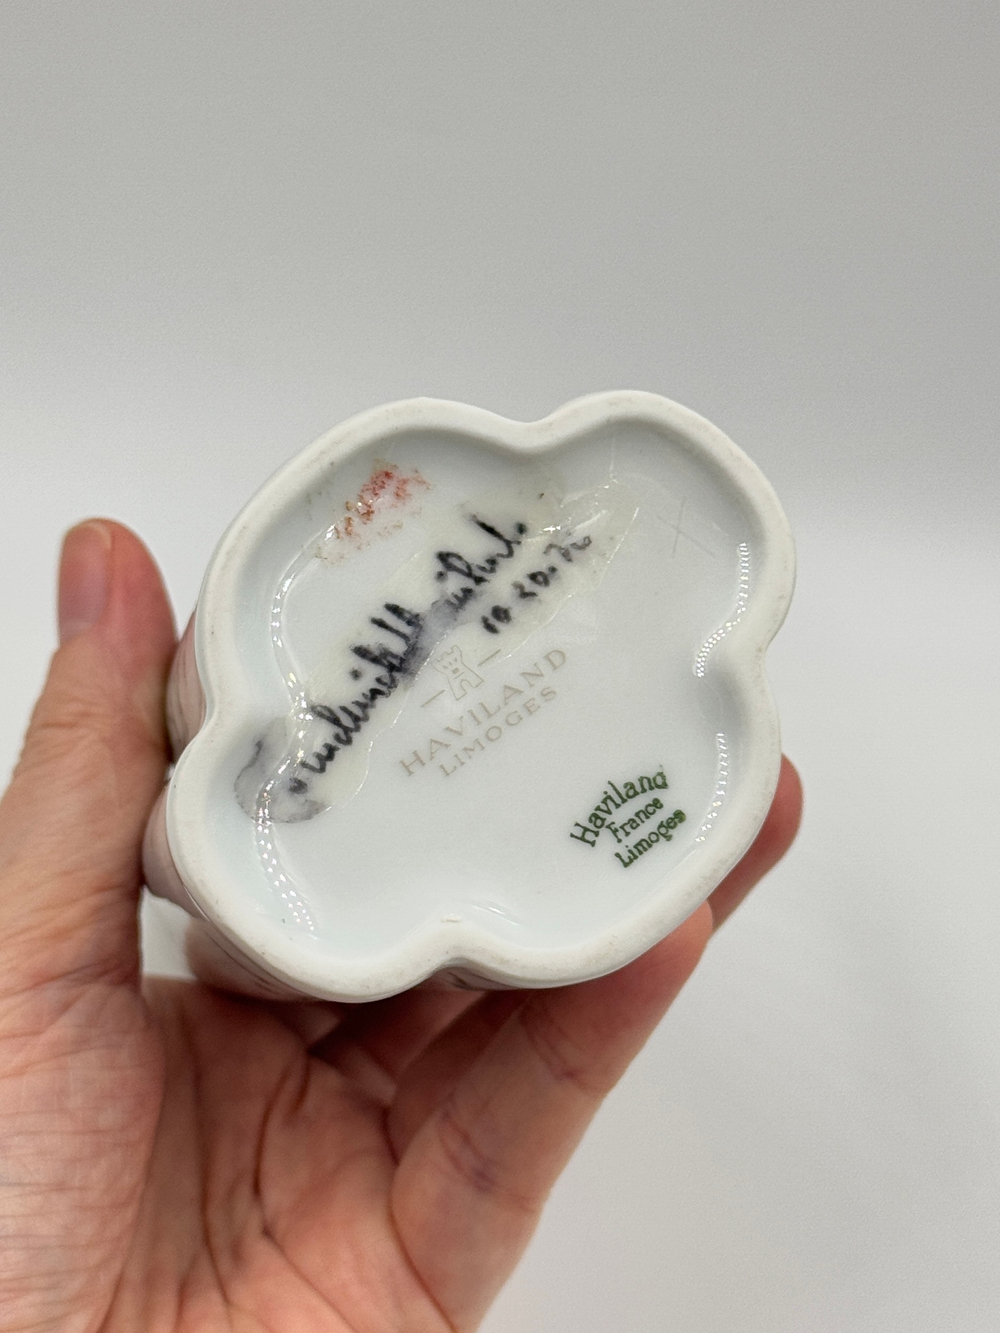 10.20.76
HAVILAND
LIMOGES
Haviland
France
Limoges